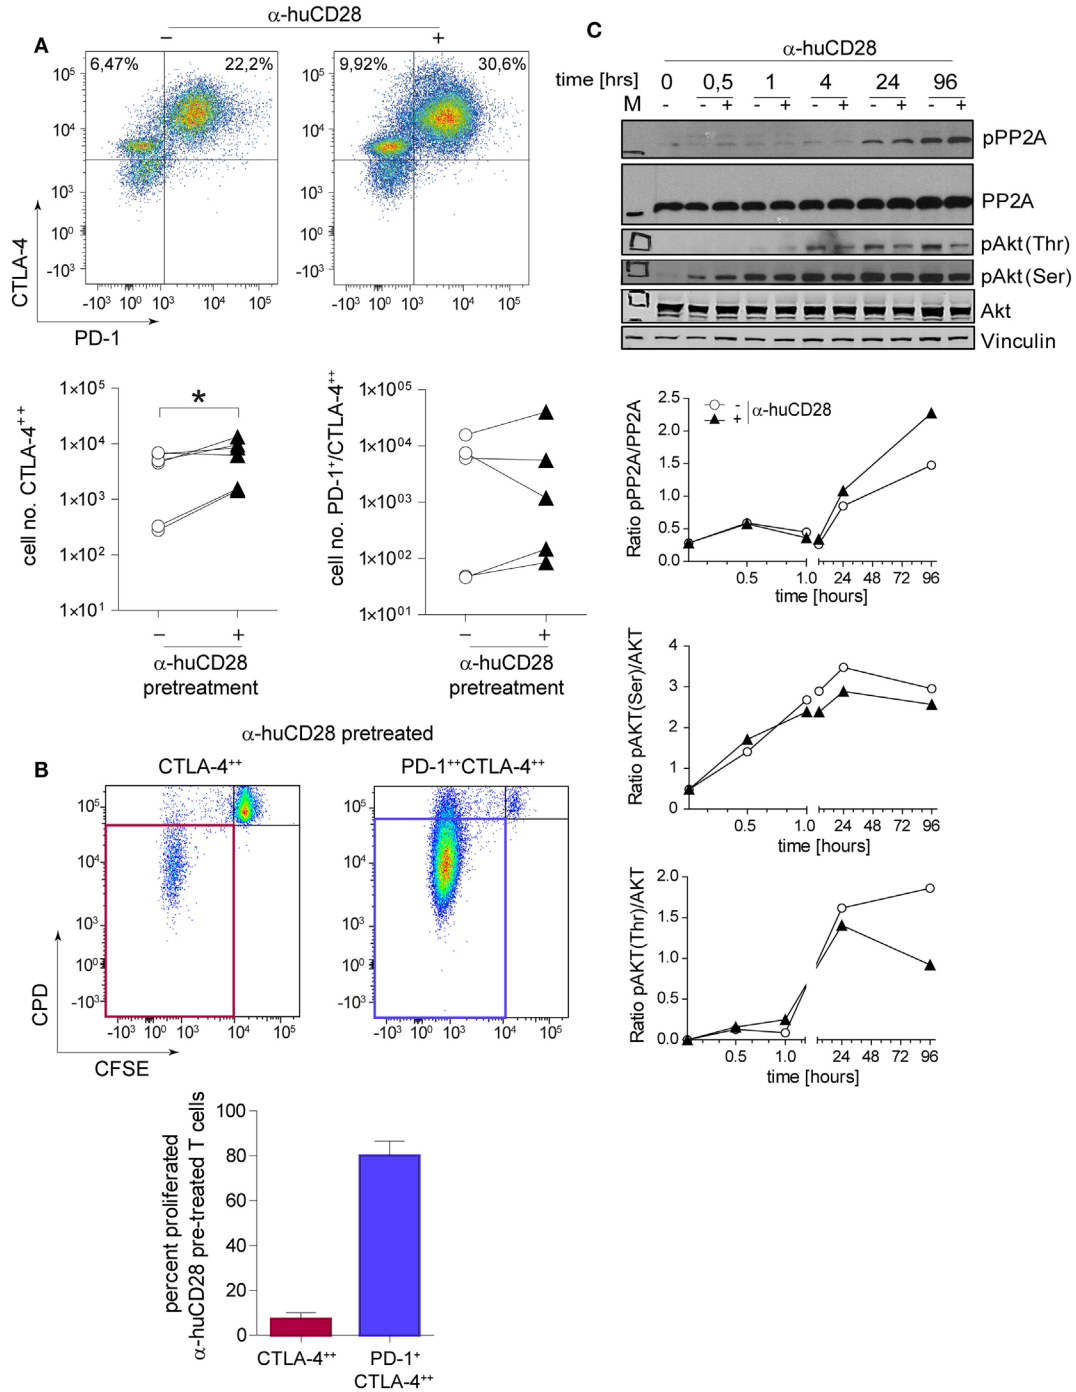 α-huCD28
A
− +
6,47% 22,2%
9,92% 30,6%
10⁵
10⁴
10³
10⁰
-10³
-10³ 10⁰ 10³ 10⁴ 10⁵
CTLA-4
PD-1
10⁵
10⁴
10³
10⁰
-10³
-10³ 10⁰ 10³ 10⁴ 10⁵
cell no. CTLA-4⁺⁺
1×10⁵
1×10⁴
1×10³
1×10²
1×10¹
*
− +
α-huCD28
pretreatment
cell no. PD-1⁺/CTLA-4⁺⁺
1×10⁰⁵
1×10⁰⁴
1×10⁰³
1×10⁰²
1×10⁰¹
− +
α-huCD28
pretreatment
α-huCD28 pretreated
B
CTLA-4⁺⁺
PD-1⁺⁺CTLA-4⁺⁺
10⁵
10⁴
10³
10⁰
-10³
-10³ 10⁰ 10³ 10⁴ 10⁵
CPD
CFSE
10⁵
10⁴
10³
10⁰
-10³
-10³ 10⁰ 10³ 10⁴ 10⁵
percent proliferated
α-huCD28 pre-treated T cells
100
80
60
40
20
0
CTLA-4⁺⁺
PD-1⁺
CTLA-4⁺⁺
C
α-huCD28
time [hrs] 0 0,5 1 4 24 96
M - - + - + - + - + - +
pPP2A
PP2A
pAkt (Thr)
pAkt (Ser)
Akt
Vinculin
Ratio pPP2A/PP2A
2.5
2.0
1.5
1.0
0.5
0.0
- α-huCD28
+
0.5 1.0 24 48 72 96
time [hours]
Ratio pAKT(Ser)/AKT
4
3
2
1
0
0.5 1.0 24 48 72 96
time [hours]
Ratio pAKT(Thr)/AKT
2.0
1.5
1.0
0.5
0.0
0.5 1.0 24 48 72 96
time [hours]